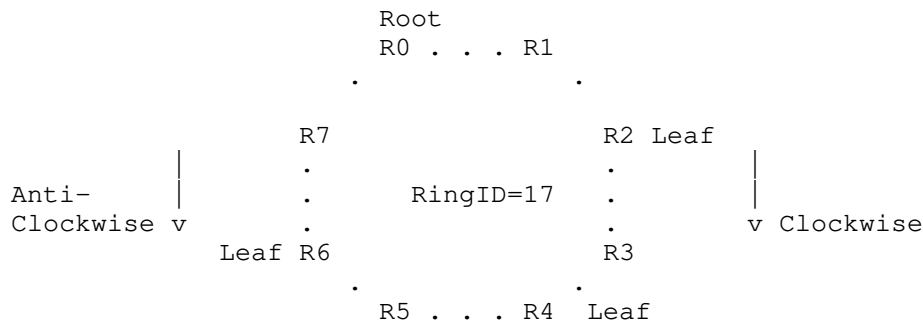 Root
R0 . . . R1
. .
R7 R2 Leaf
| . . |
Anti- | . RingID=17 . |
Clockwise v . . v Clockwise
Leaf R6 R3
. .
R5 . . . R4 Leaf